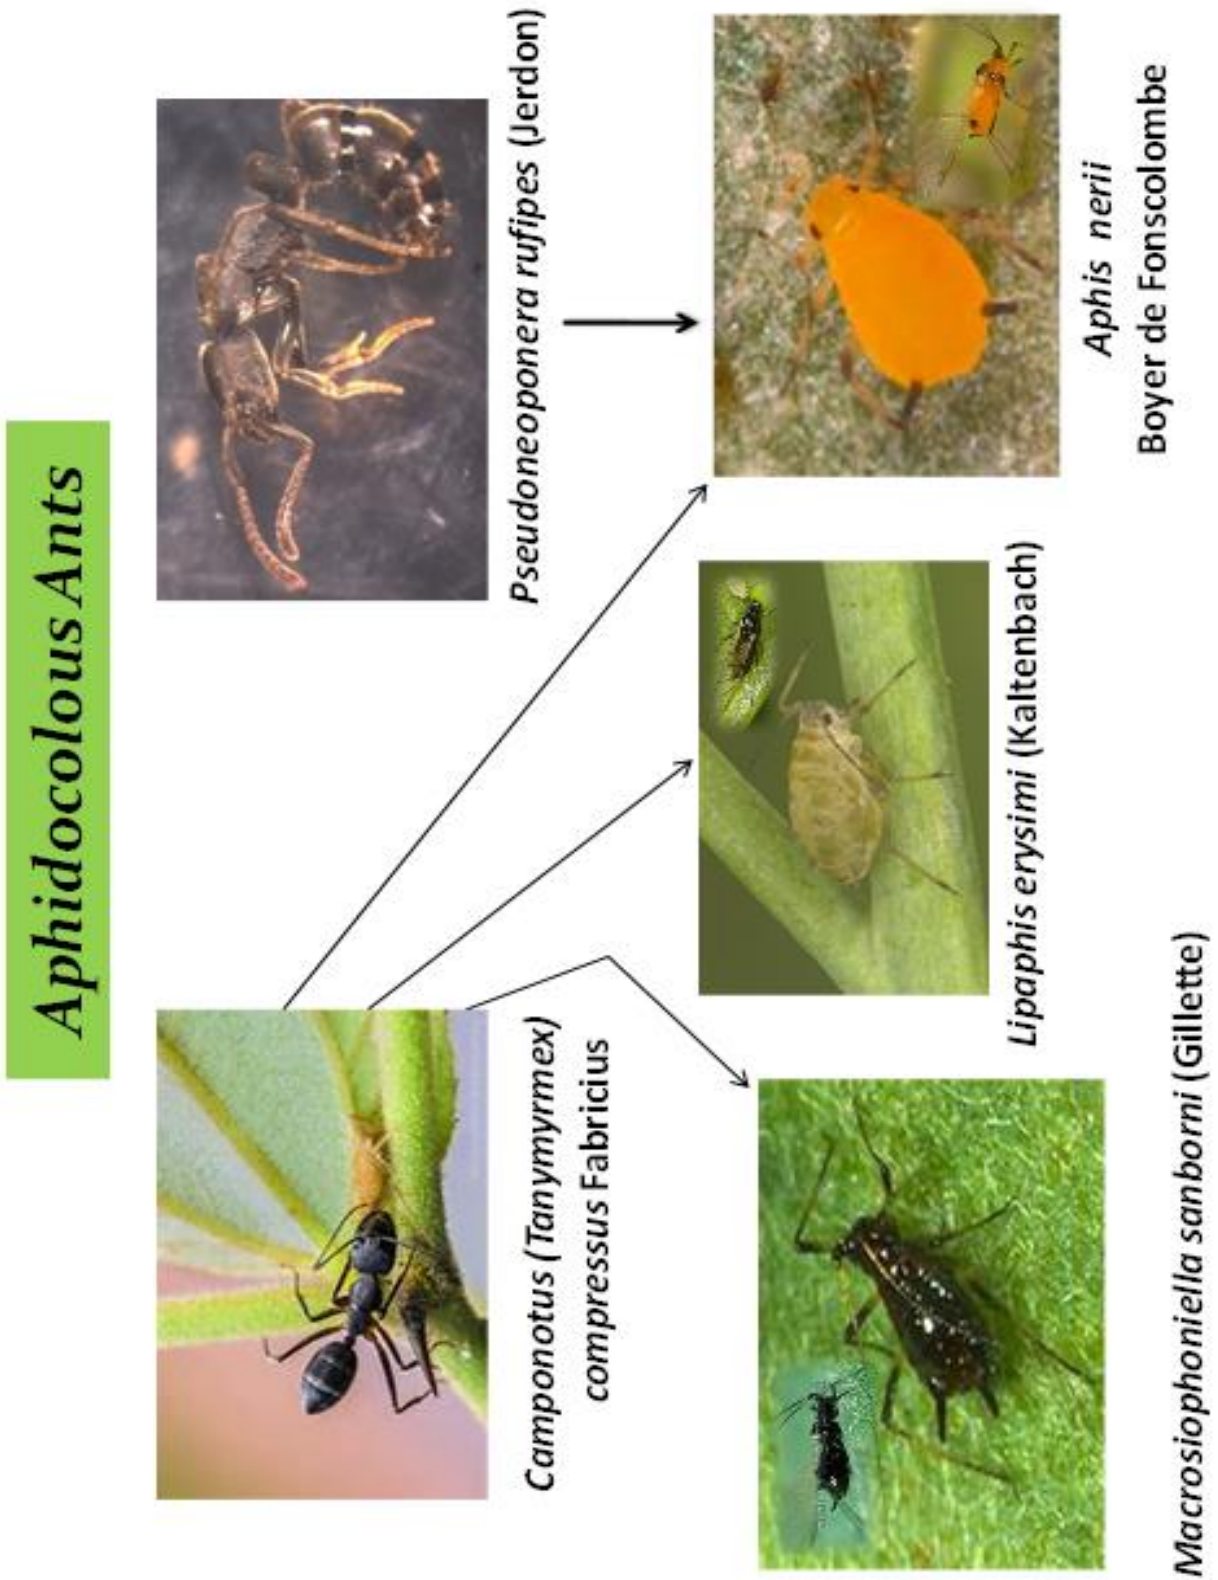 Aphidocolous Ants
Camponotus (Tanymyrmex)
compressus Fabricius
Pseudoneoponera rufipes (Jerdon)
Macrosiophoniella sanborni (Gillette)
Lipaphis erysimi (Kaltenbach)
Aphis nerii
Boyer de Fonscolombe